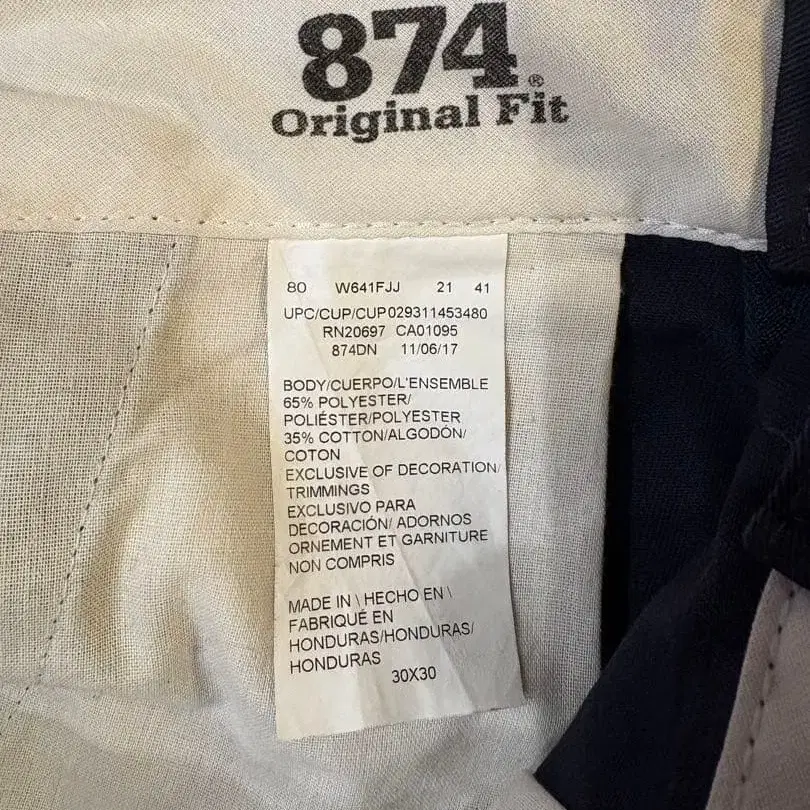 874®
Original Fit
80 W641FJJ 21 41
UPC/CUP/CUP029311453480
RN20697 CA01095
874DN 11/06/17
BODY/CUERPO/L'ENSEMBLE
65% POLYESTER/
POLIÉSTER/POLYESTER
35% COTTON/ALGODÓN/
COTON
EXCLUSIVE OF DECORATION/
TRIMMINGS
EXCLUSIVO PARA
DECORACIÓN/ ADORNOS
ORNEMENT ET GARNITURE
NON COMPRIS
MADE IN \ HECHO EN \
FABRIQUÉ EN
HONDURAS/HONDURAS/
HONDURAS
30X30